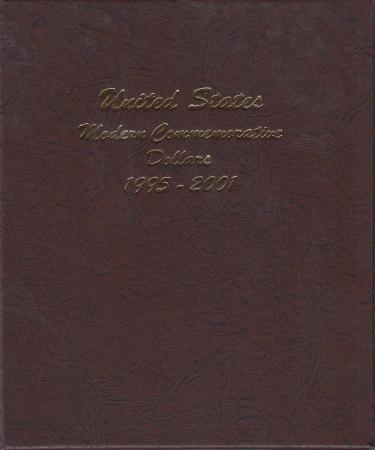 United States
Modern Commemorative
Dollars
1995 - 2001